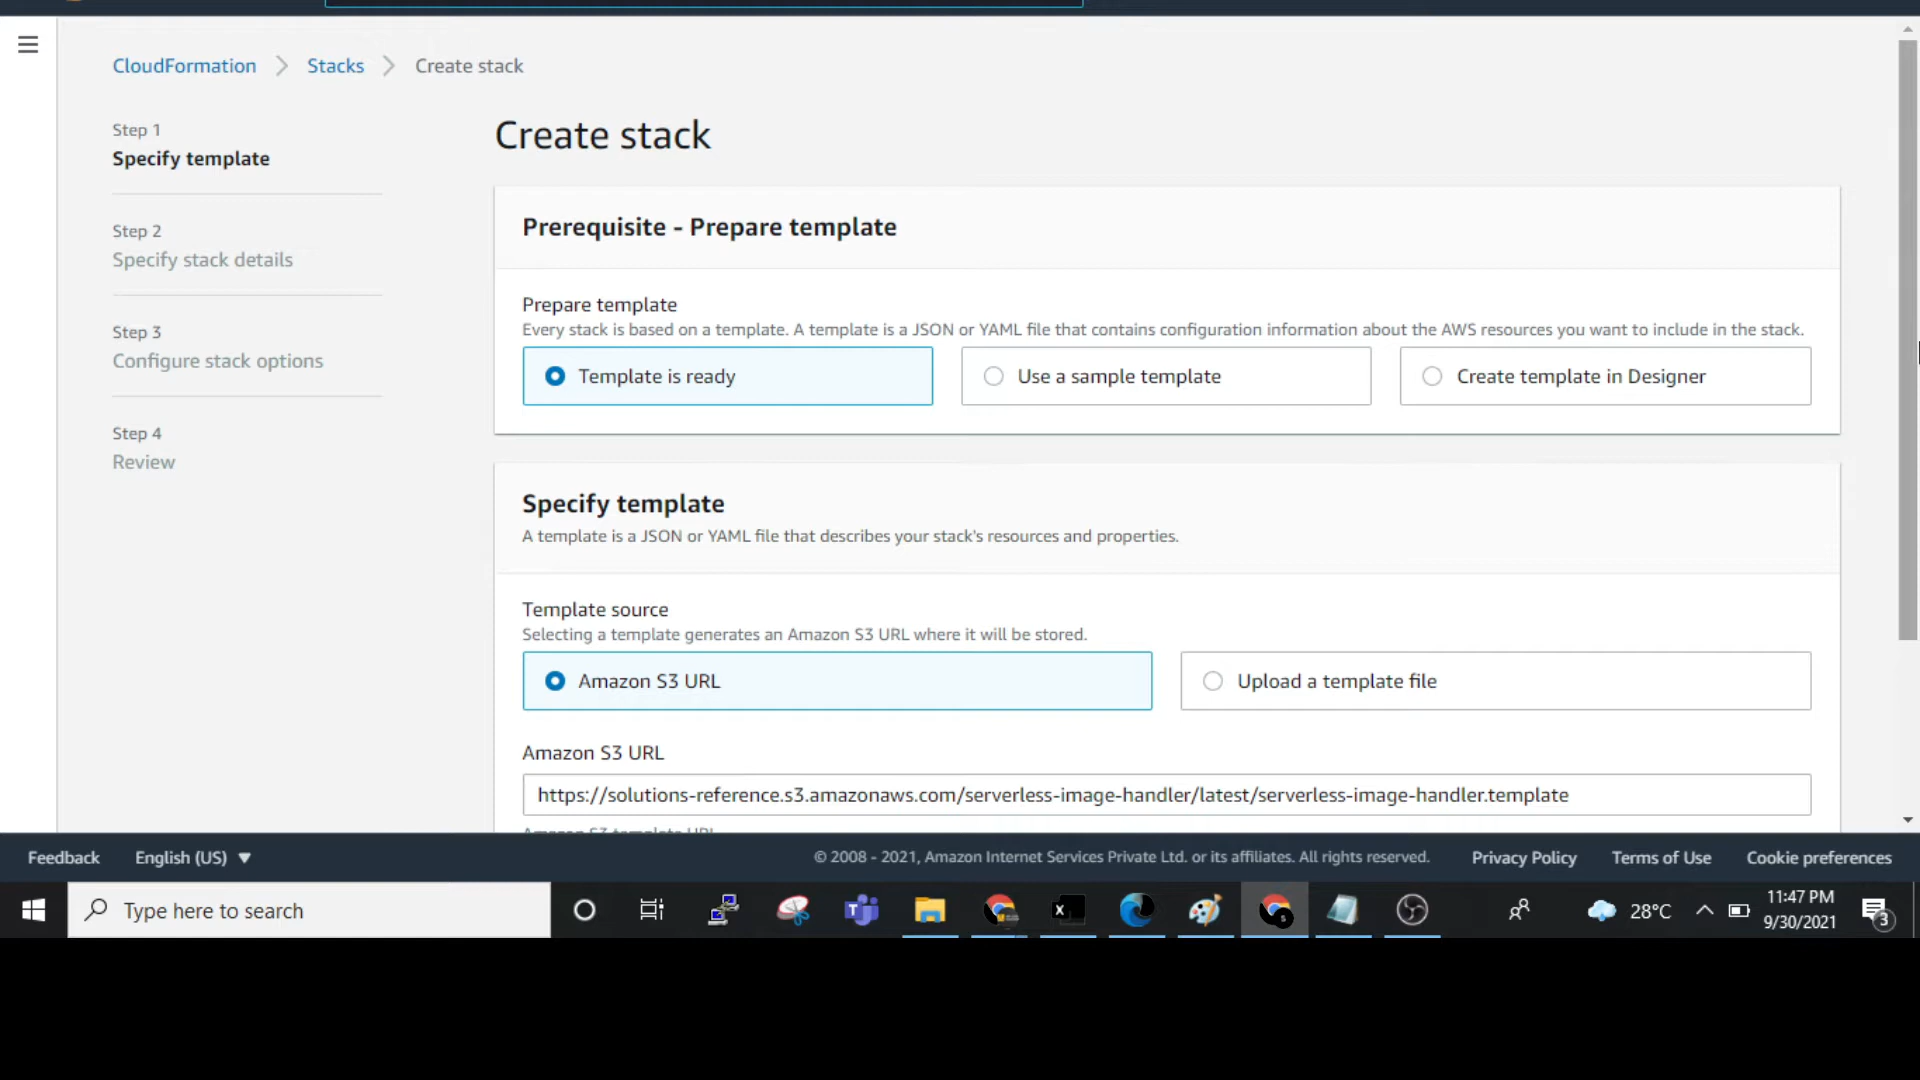 CloudFormation
Stacks
Create stack
Step 1
Specify template
Step 2
Specify stack details
Step 3
Configure stack options
Step 4
Review
Create stack
Prerequisite - Prepare template
Prepare template
Every stack is based on a template. A template is a JSON or YAML file that contains configuration information about the AWS resources you want to include in the stack.
Template is ready
Use a sample template
Create template in Designer
Specify template
A template is a JSON or YAML file that describes your stack's resources and properties.
Template source
Selecting a template generates an Amazon S3 URL where it will be stored.
Amazon S3 URL
Upload a template file
Amazon S3 URL
https://solutions-reference.s3.amazonaws.com/serverless-image-handler/latest/serverless-image-handler.template
Amazon S3 template URL
Feedback
English (US)
© 2008 - 2021, Amazon Internet Services Private Ltd. or its affiliates. All rights reserved.
Privacy Policy
Terms of Use
Cookie preferences
Type here to search
28°C
11:47 PM
9/30/2021
3